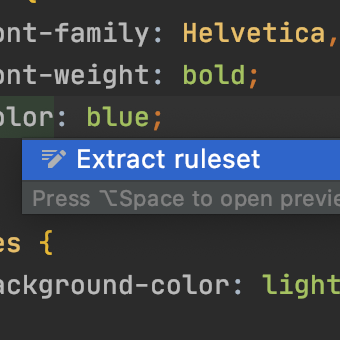 {
ont-family: Helvetica,
ont-weight: bold;
olor: blue;
Extract ruleset
Press ⌥Space to open previe
es {
ackground-color: light